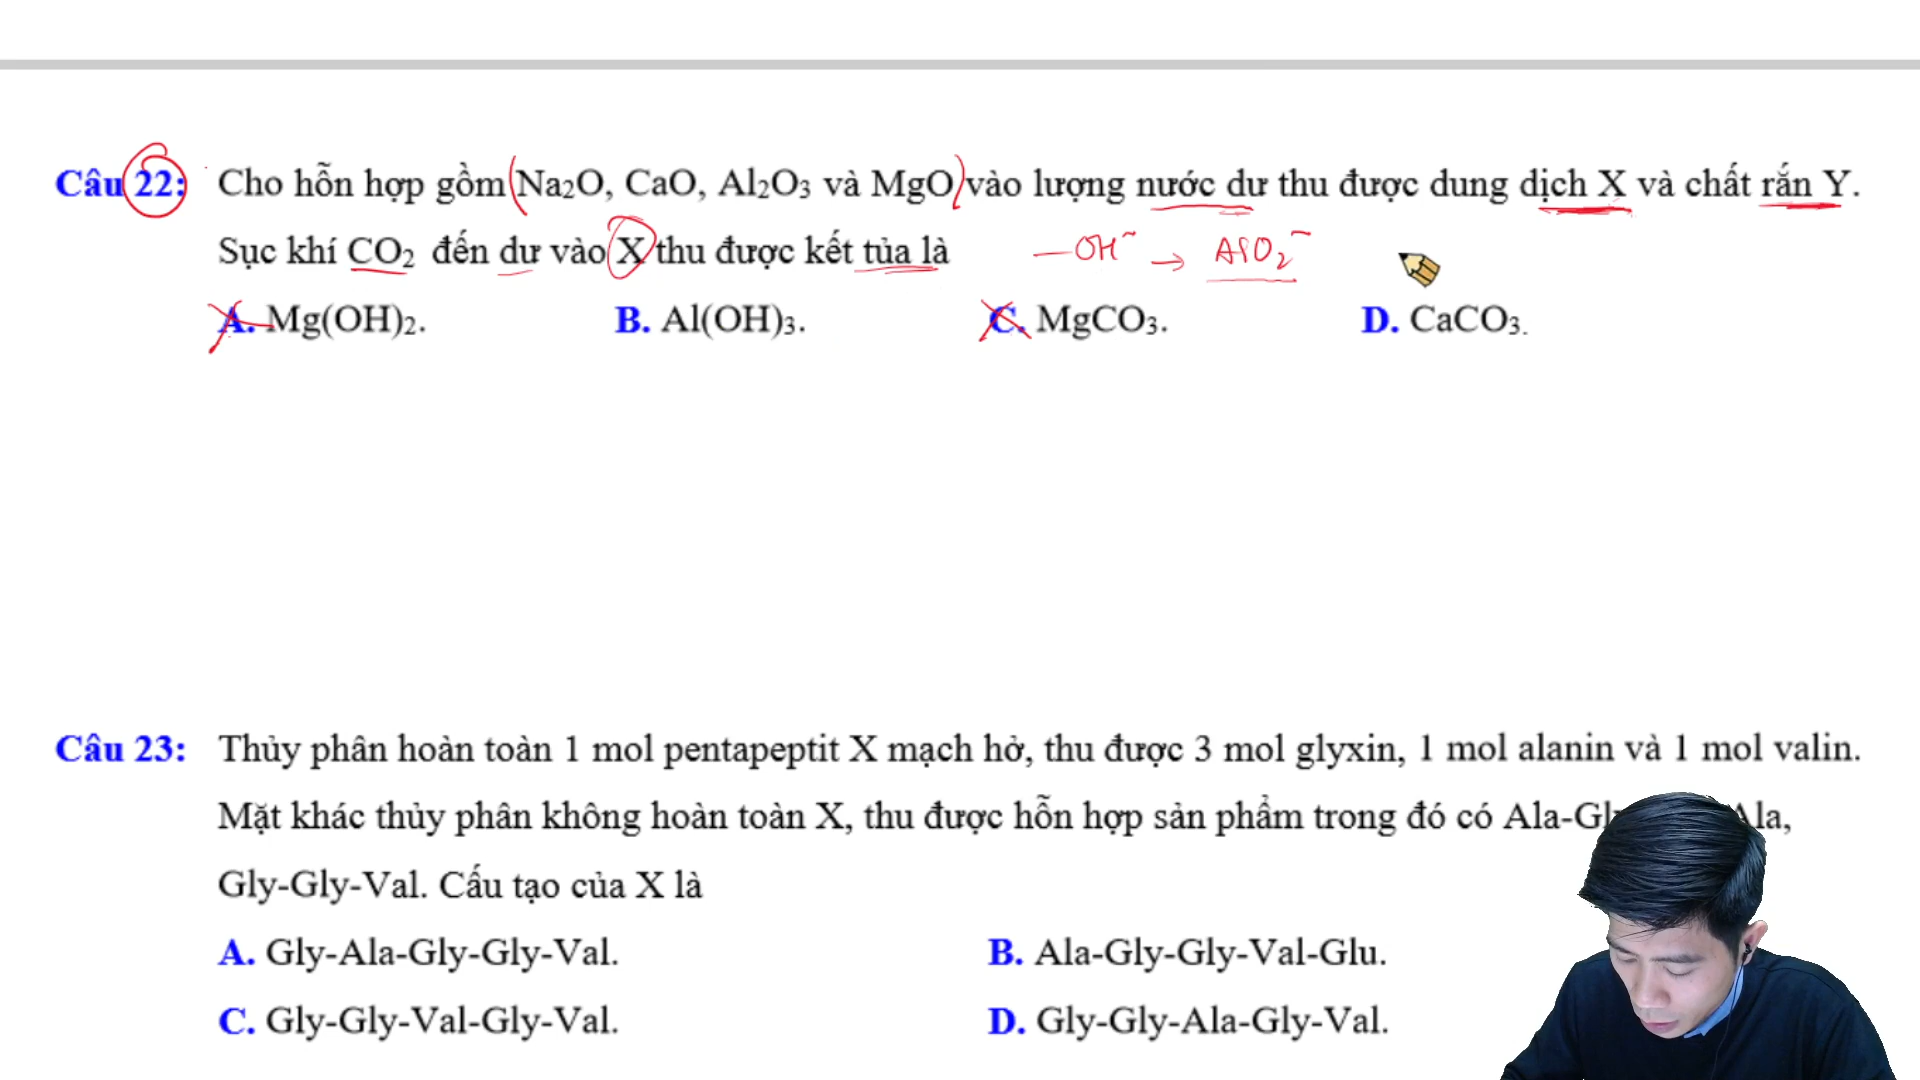 Câu 22: Cho hỗn hợp gồm (Na₂O, CaO, Al₂O₃ và MgO) vào lượng nước dư thu được dung dịch X và chất rắn Y.
Sục khí CO₂ đến dư vào X thu được kết tủa là — OH⁻ → AlO₂⁻
A. Mg(OH)₂. B. Al(OH)₃. C. MgCO₃. D. CaCO₃.
Câu 23: Thủy phân hoàn toàn 1 mol pentapeptit X mạch hở, thu được 3 mol glyxin, 1 mol alanin và 1 mol valin.
Mặt khác thủy phân không hoàn toàn X, thu được hỗn hợp sản phẩm trong đó có Ala-Gl Ala,
Gly-Gly-Val. Cấu tạo của X là
A. Gly-Ala-Gly-Gly-Val. B. Ala-Gly-Gly-Val-Glu.
C. Gly-Gly-Val-Gly-Val. D. Gly-Gly-Ala-Gly-Val.